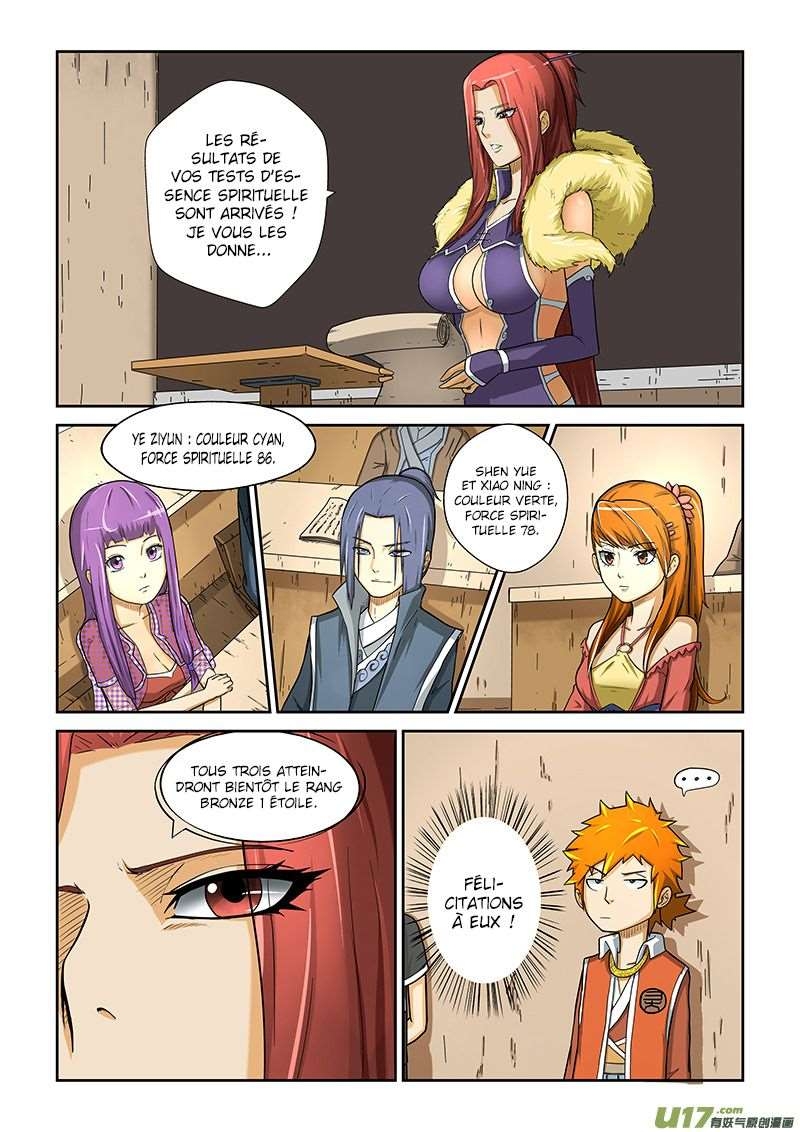 LES RÉ-
SULTATS DE
VOS TESTS D'ES-
SENCE SPIRITUELLE
SONT ARRIVÉS !
JE VOUS LES
DONNE...
YE ZIYUN : COULEUR CYAN,
FORCE SPIRITUELLE 86.
SHEN YUE
ET XIAO NING :
COULEUR VERTE,
FORCE SPIRI-
TUELLE 78.
TOUS TROIS ATTEIN-
DRONT BIENTÔT LE RANG
BRONZE 1 ÉTOILE.
...
FÉLI-
CITATIONS
À EUX !
U17.com
有妖气原创漫画